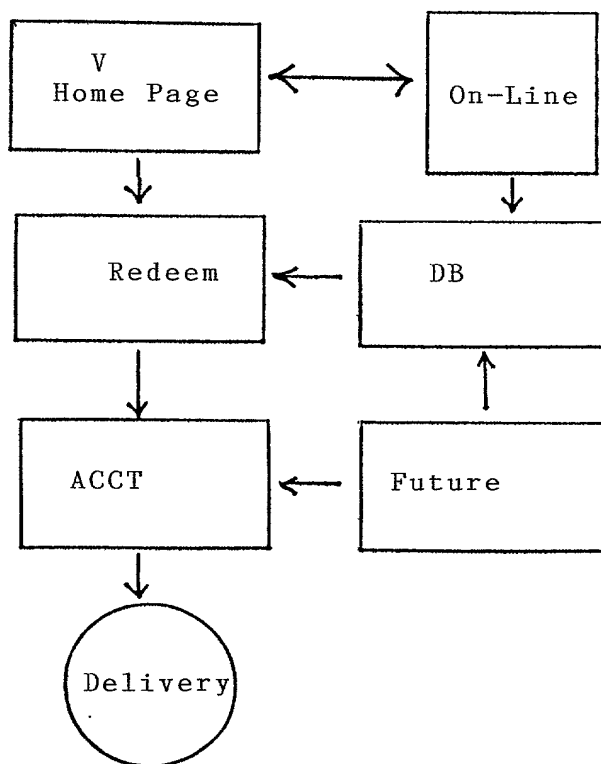 V
Home Page
On-Line
Redeem
DB
ACCT
Future
Delivery